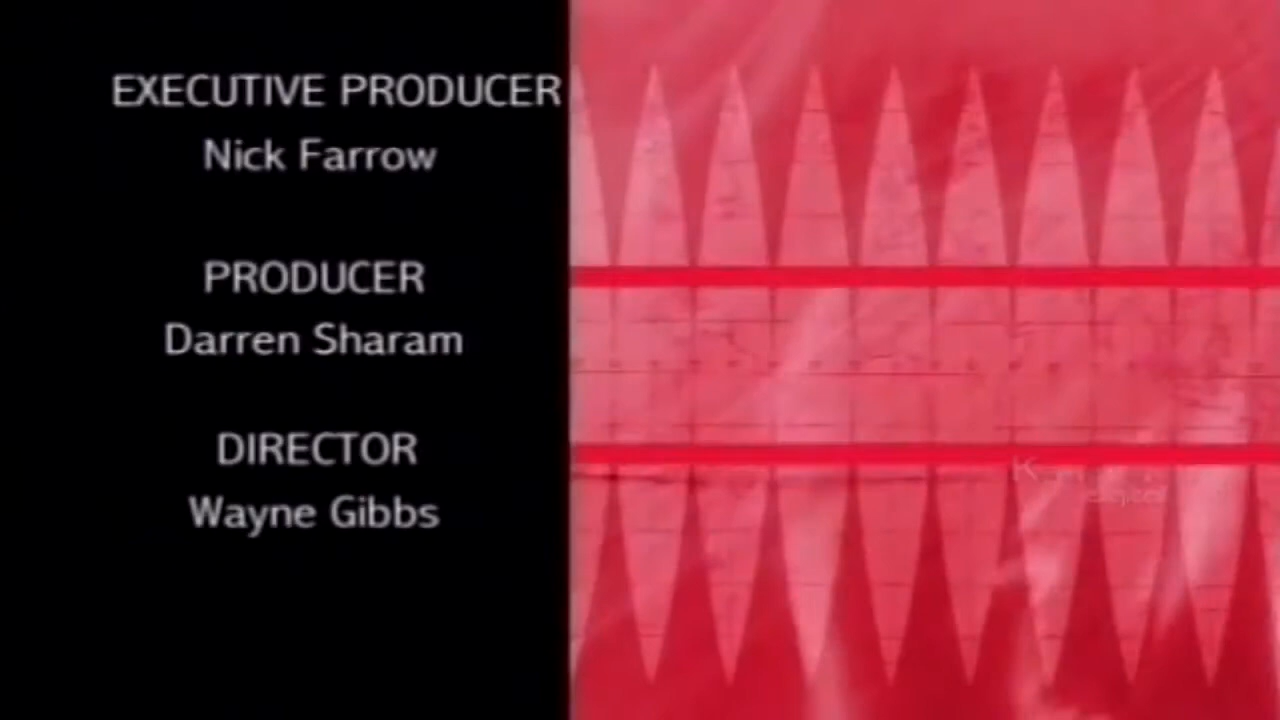 EXECUTIVE PRODUCER
Nick Farrow
PRODUCER
Darren Sharam
DIRECTOR
Wayne Gibbs